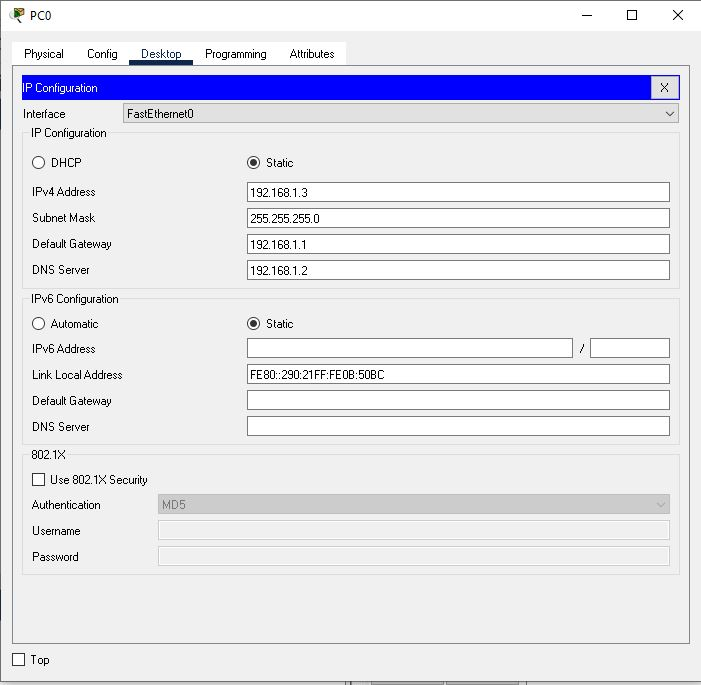 PC0
Physical Config Desktop Programming Attributes
IP Configuration X
Interface FastEthernet0
IP Configuration
DHCP Static
IPv4 Address 192.168.1.3
Subnet Mask 255.255.255.0
Default Gateway 192.168.1.1
DNS Server 192.168.1.2
IPv6 Configuration
Automatic Static
IPv6 Address /
Link Local Address FE80::290:21FF:FE0B:50BC
Default Gateway
DNS Server
802.1X
Use 802.1X Security
Authentication MD5
Username
Password
Top